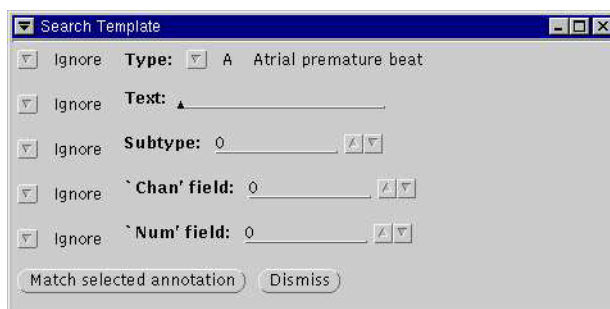 Search Template
Ignore Type: A Atrial premature beat
Ignore Text:
Ignore Subtype: 0
Ignore `Chan' field: 0
Ignore `Num' field: 0
Match selected annotation Dismiss